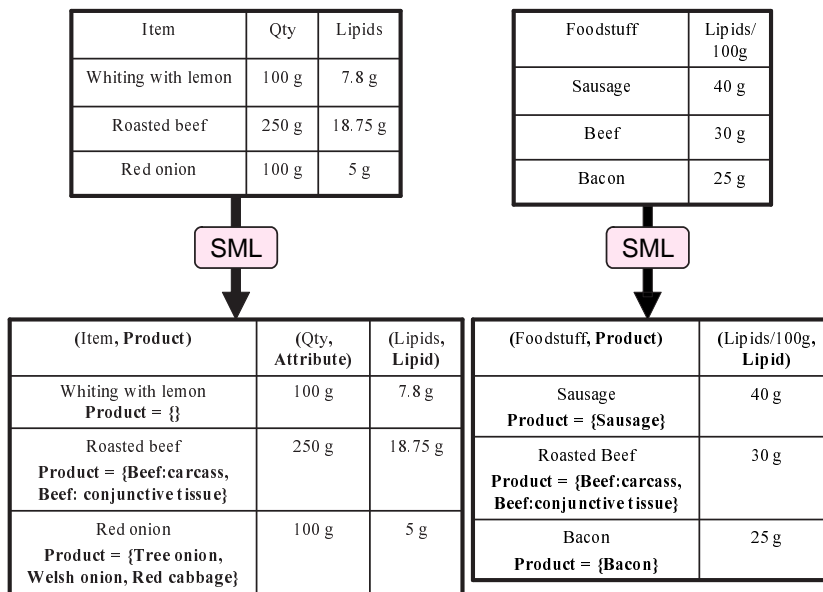 Item Qty Lipids
Whiting with lemon 100 g 7.8 g
Roasted beef 250 g 18.75 g
Red onion 100 g 5 g
Foodstuff Lipids/
100g
Sausage 40 g
Beef 30 g
Bacon 25 g
SML
SML
(Item, Product) (Qty, (Lipids,
Attribute) Lipid)
Whiting with lemon 100 g 7.8 g
Product = {}
Roasted beef 250 g 18.75 g
Product = {Beef:carcass,
Beef: conjunctive tissue}
Red onion 100 g 5 g
Product = {Tree onion,
Welsh onion, Red cabbage}
(Foodstuff, Product) (Lipids/100g,
Lipid)
Sausage 40 g
Product = {Sausage}
Roasted Beef 30 g
Product = {Beef:carcass,
Beef:conjunctive tissue}
Bacon 25 g
Product = {Bacon}